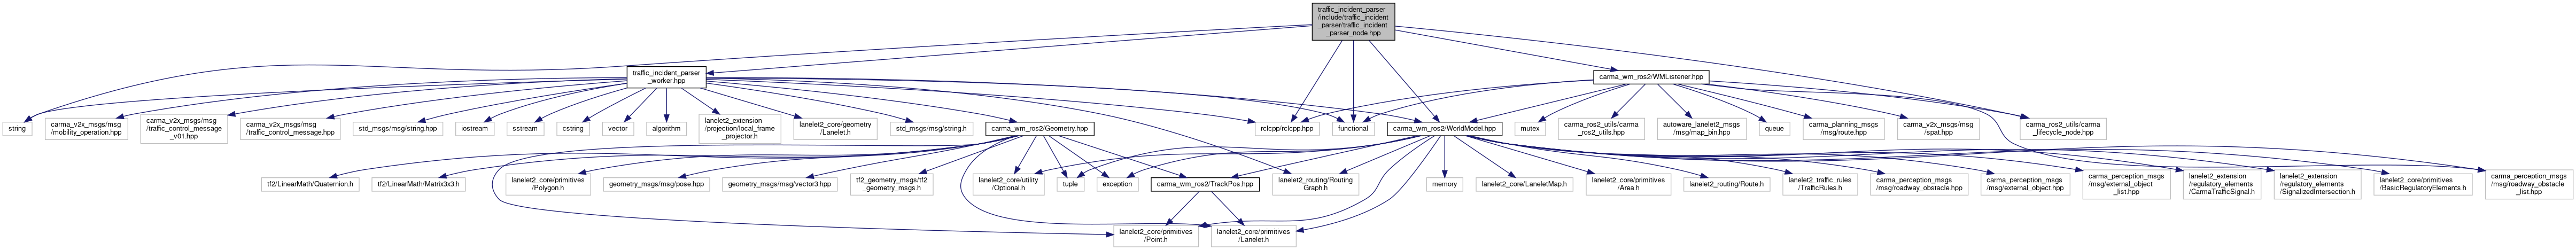 traffic_incident_parser
/include/traffic_incident
_parser/traffic_incident
_parser_node.hpp
traffic_incident_parser
_worker.hpp
carma_wm_ros2/WMListener.hpp
string
carma_v2x_msgs/msg
/mobility_operation.hpp
carma_v2x_msgs/msg
/traffic_control_message
_v01.hpp
carma_v2x_msgs/msg
/traffic_control_message.hpp
std_msgs/msg/string.hpp
iostream
sstream
cstring
vector
algorithm
lanelet2_extension
/projection/local_frame
_projector.h
lanelet2_core/geometry
/Lanelet.h
std_msgs/msg/string.h
carma_wm_ros2/Geometry.hpp
rclcpp/rclcpp.hpp
functional
carma_wm_ros2/WorldModel.hpp
mutex
carma_ros2_utils/carma
_ros2_utils.hpp
autoware_lanelet2_msgs
/msg/map_bin.hpp
queue
carma_planning_msgs
/msg/route.hpp
carma_v2x_msgs/msg
/spat.hpp
carma_ros2_utils/carma
_lifecycle_node.hpp
tf2/LinearMath/Quaternion.h
tf2/LinearMath/Matrix3x3.h
lanelet2_core/primitives
/Polygon.h
geometry_msgs/msg/pose.hpp
geometry_msgs/msg/vector3.hpp
tf2_geometry_msgs/tf2
_geometry_msgs.h
lanelet2_core/utility
/Optional.h
tuple
exception
carma_wm_ros2/TrackPos.hpp
lanelet2_routing/Routing
Graph.h
memory
lanelet2_core/LaneletMap.h
lanelet2_core/primitives
/Area.h
lanelet2_routing/Route.h
lanelet2_traffic_rules
/TrafficRules.h
carma_perception_msgs
/msg/roadway_obstacle.hpp
carma_perception_msgs
/msg/external_object.hpp
carma_perception_msgs
/msg/external_object
_list.hpp
lanelet2_extension
/regulatory_elements
/CarmaTrafficSignal.h
lanelet2_extension
/regulatory_elements
/SignalizedIntersection.h
lanelet2_core/primitives
/BasicRegulatoryElements.h
carma_perception_msgs
/msg/roadway_obstacle
_list.hpp
lanelet2_core/primitives
/Point.h
lanelet2_core/primitives
/Lanelet.h